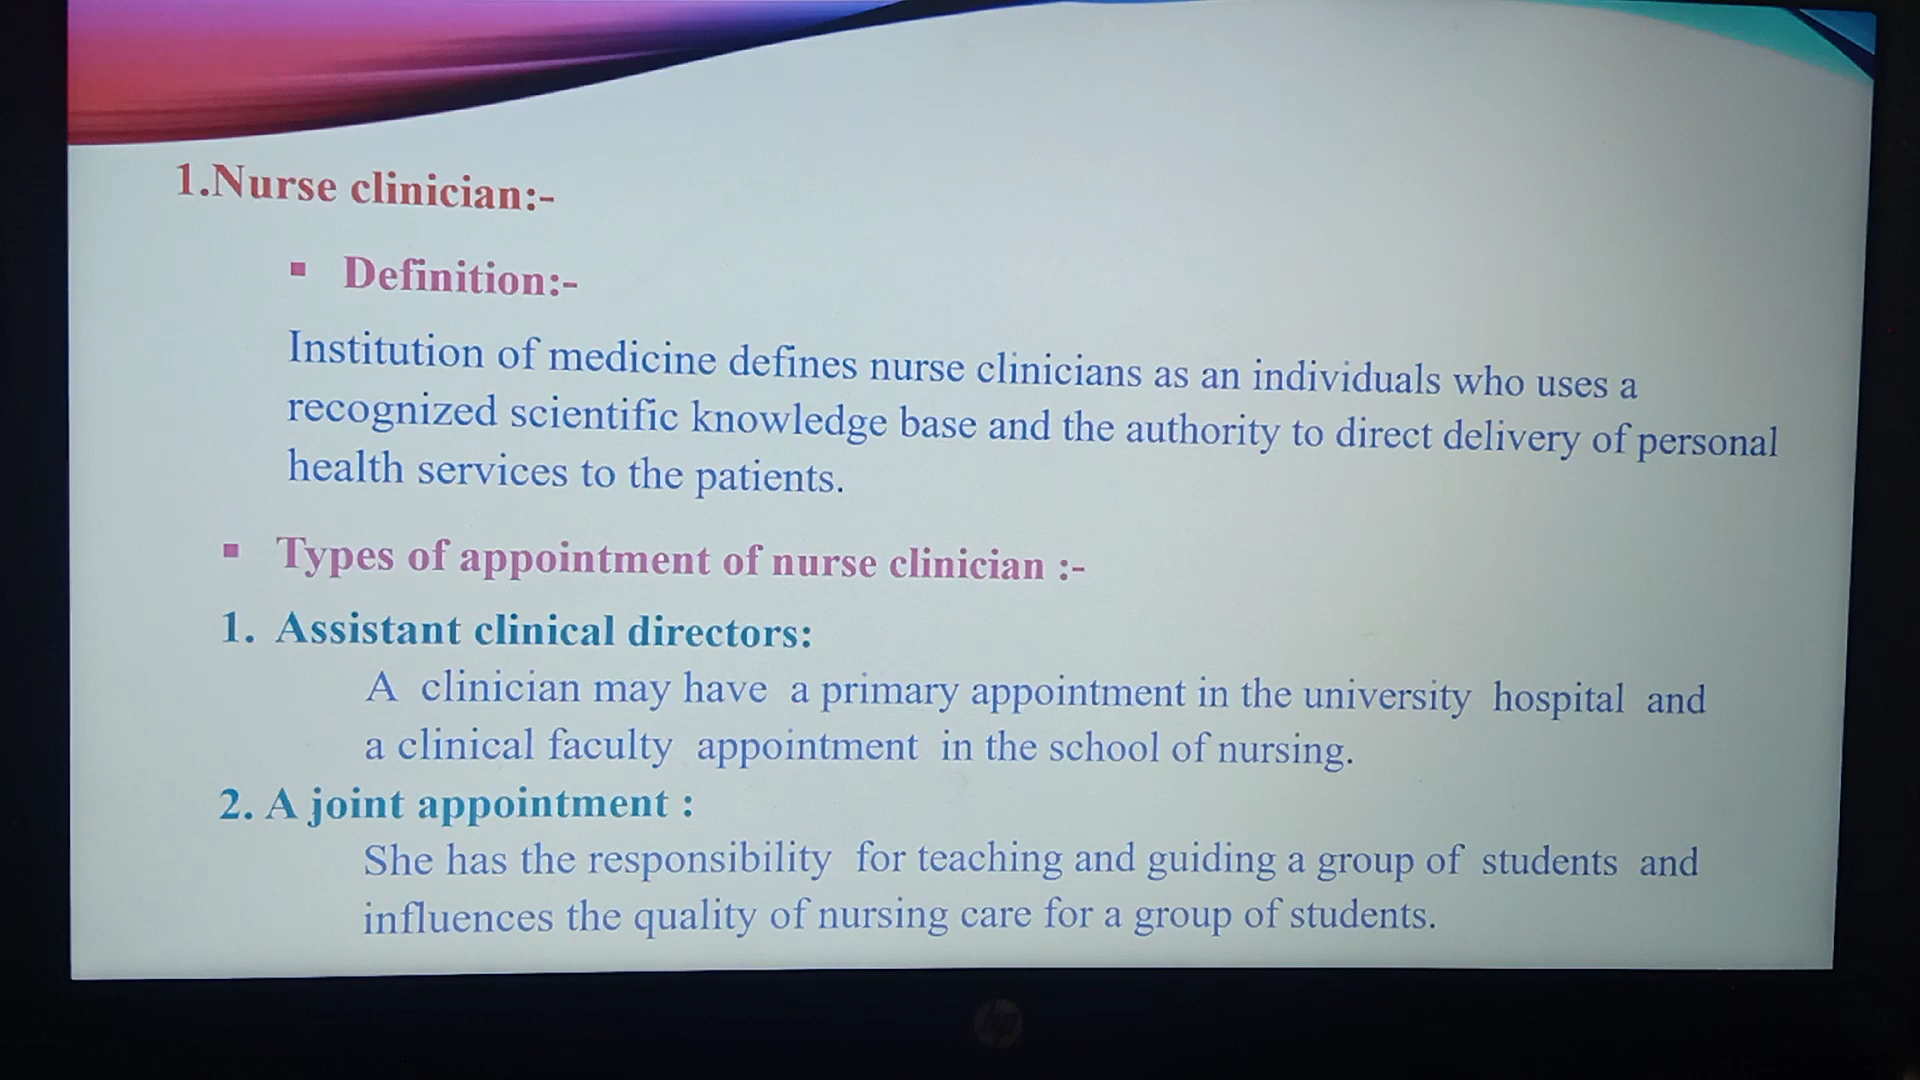 1.Nurse clinician:-
▪ Definition:-
Institution of medicine defines nurse clinicians as an individuals who uses a
recognized scientific knowledge base and the authority to direct delivery of personal
health services to the patients.
▪ Types of appointment of nurse clinician :-
1. Assistant clinical directors:
A clinician may have a primary appointment in the university hospital and
a clinical faculty appointment in the school of nursing.
2. A joint appointment :
She has the responsibility for teaching and guiding a group of students and
influences the quality of nursing care for a group of students.
hp